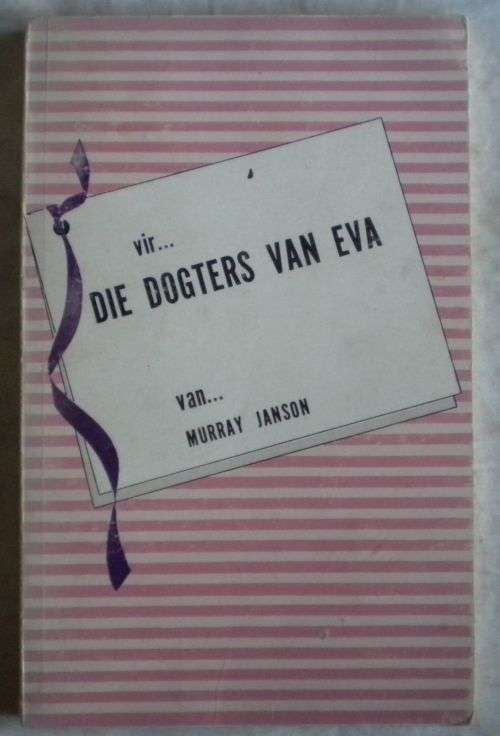 vir...
DIE DOGTERS VAN EVA
van...
MURRAY JANSON